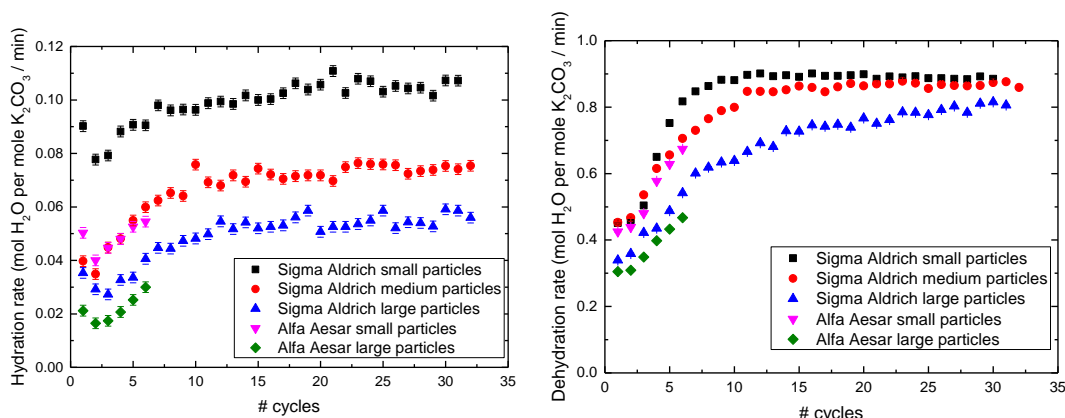 Hydration rate (mol H₂O per mole K₂CO₃ / min)
0.12
0.10
0.08
0.06
0.04
0.02
0.00
Sigma Aldrich small particles
Sigma Aldrich medium particles
Sigma Aldrich large particles
Alfa Aesar small particles
Alfa Aesar large particles
0 5 10 15 20 25 30 35
# cycles
Dehydration rate (mol H₂O per mole K₂CO₃ / min)
1.0
0.8
0.6
0.4
0.2
0.0
Sigma Aldrich small particles
Sigma Aldrich medium particles
Sigma Aldrich large particles
Alfa Aesar small particles
Alfa Aesar large particles
0 5 10 15 20 25 30 35
# cycles